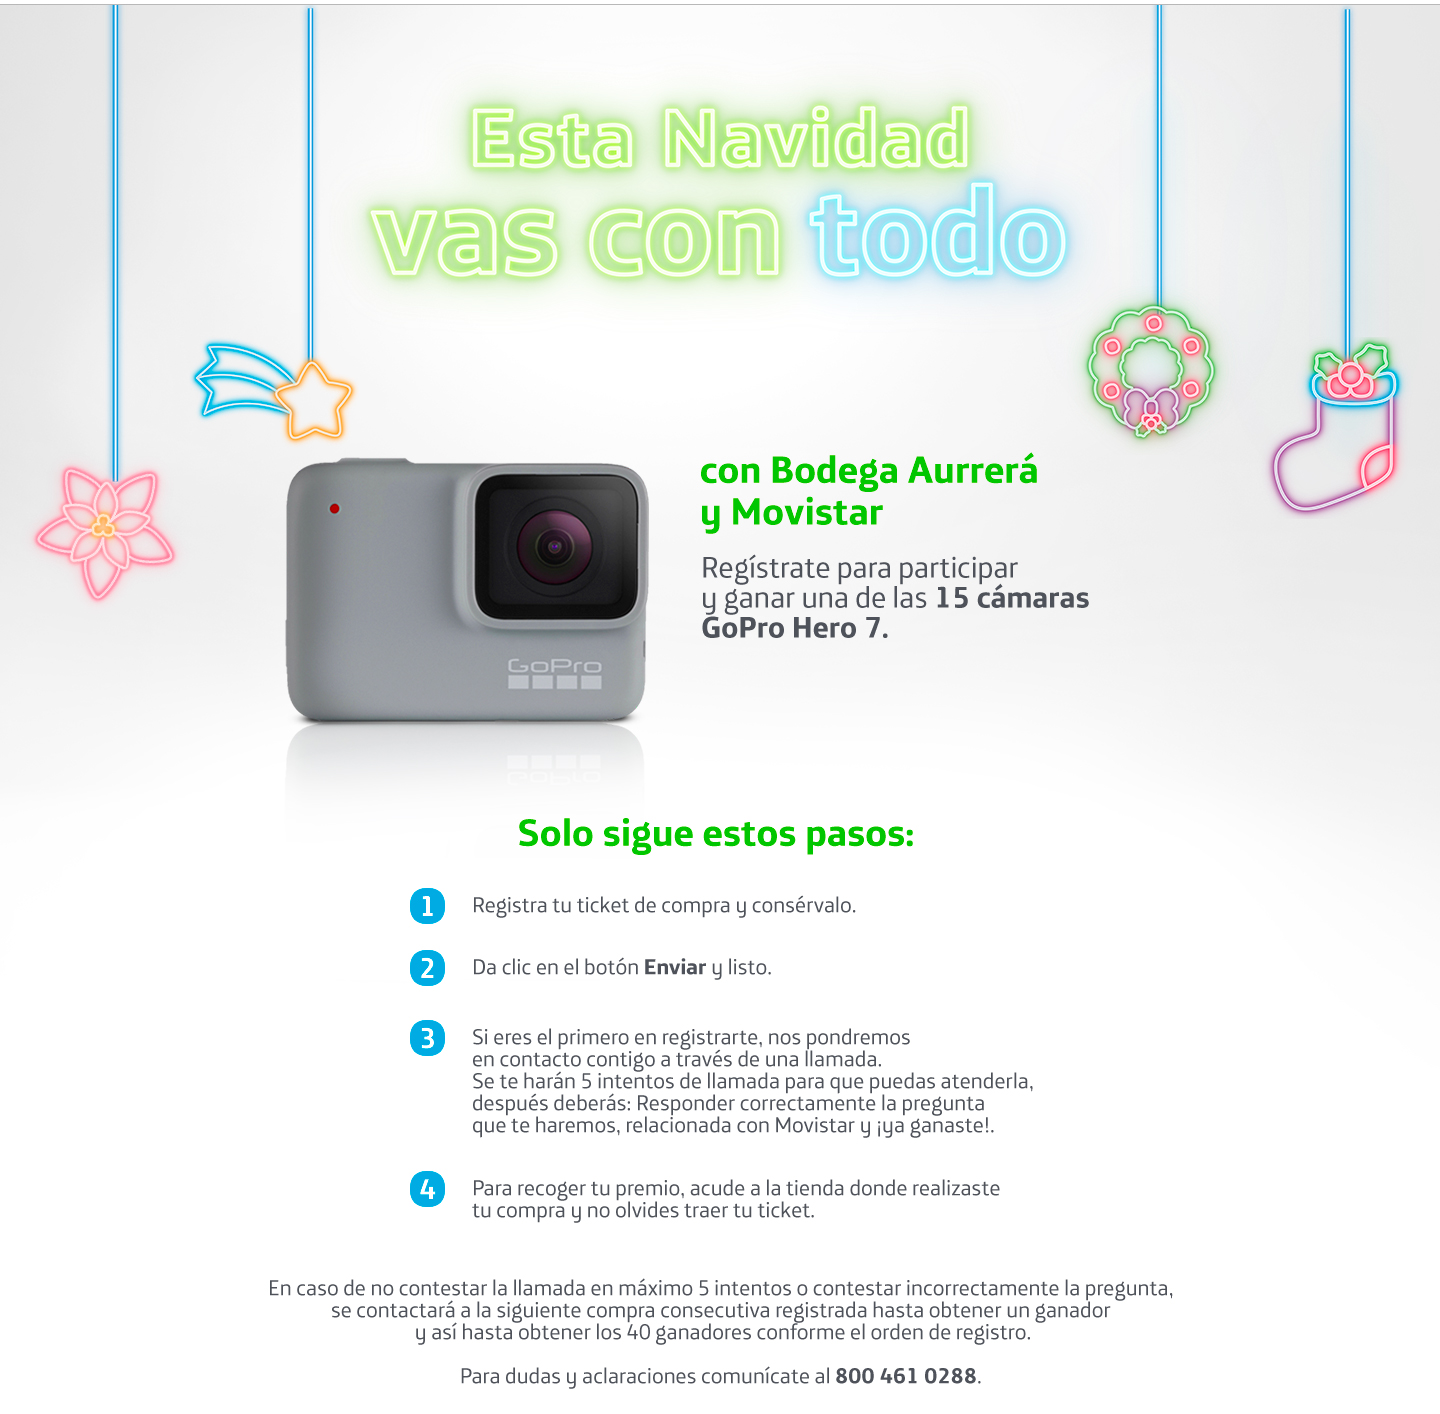 Esta Navidad
vas con todo
con Bodega Aurrerá
y Movistar
Regístrate para participar
y ganar una de las 15 cámaras
GoPro Hero 7.
GoPro
Solo sigue estos pasos:
1 Registra tu ticket de compra y consérvalo.
2 Da clic en el botón Enviar y listo.
3 Si eres el primero en registrarte, nos pondremos
en contacto contigo a través de una llamada.
Se te harán 5 intentos de llamada para que puedas atenderla,
después deberás: Responder correctamente la pregunta
que te haremos, relacionada con Movistar y ¡ya ganaste!.
4 Para recoger tu premio, acude a la tienda donde realizaste
tu compra y no olvides traer tu ticket.
En caso de no contestar la llamada en máximo 5 intentos o contestar incorrectamente la pregunta,
se contactará a la siguiente compra consecutiva registrada hasta obtener un ganador
y así hasta obtener los 40 ganadores conforme el orden de registro.
Para dudas y aclaraciones comunícate al 800 461 0288.